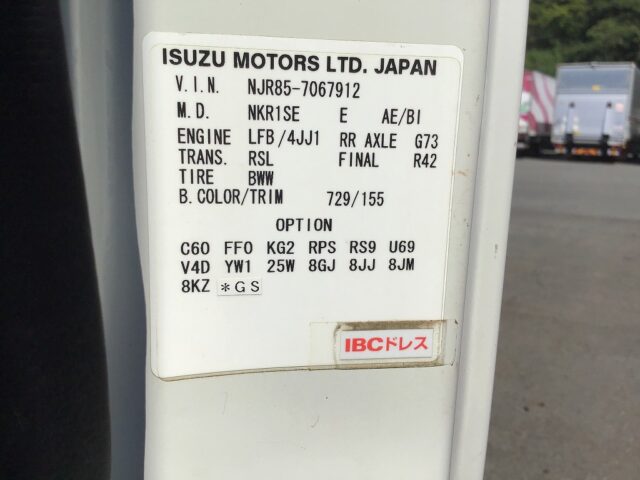 ISUZU MOTORS LTD. JAPAN
V.I.N. NJR85-7067912
M.D. NKR1SE E AE/BI
ENGINE LFB/4JJ1 RR AXLE G73
TRANS. RSL FINAL R42
TIRE BWW
B.COLOR/TRIM 729/155
OPTION
C60 FF0 KG2 RPS RS9 U69
V4D YW1 25W 8GJ 8JJ 8JM
8KZ *GS
IBCドレス